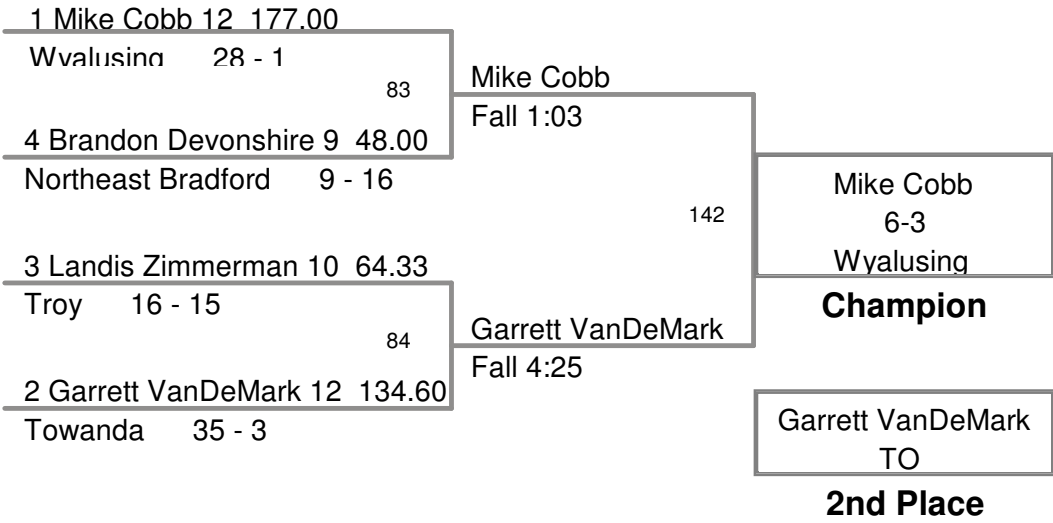 1 Mike Cobb 12 177.00
Wyalusing 28 - 1
83
4 Brandon Devonshire 9 48.00
Northeast Bradford 9 - 16
Mike Cobb
Fall 1:03
3 Landis Zimmerman 10 64.33
Troy 16 - 15
84
2 Garrett VanDeMark 12 134.60
Towanda 35 - 3
Garrett VanDeMark
Fall 4:25
142
Mike Cobb
6-3
Wyalusing
Champion
Garrett VanDeMark
TO
2nd Place